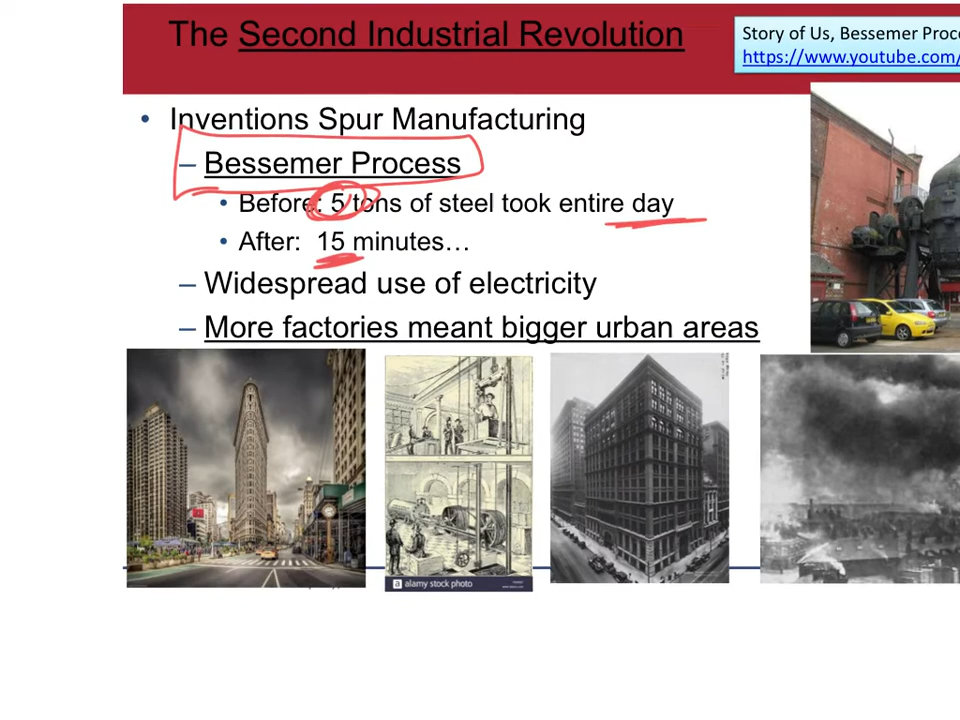 The Second Industrial Revolution
Story of Us, Bessemer Proce
https://www.youtube.com/
• Inventions Spur Manufacturing
– Bessemer Process
• Before: 5 tons of steel took entire day
• After: 15 minutes…
– Widespread use of electricity
– More factories meant bigger urban areas
a alamy stock photo